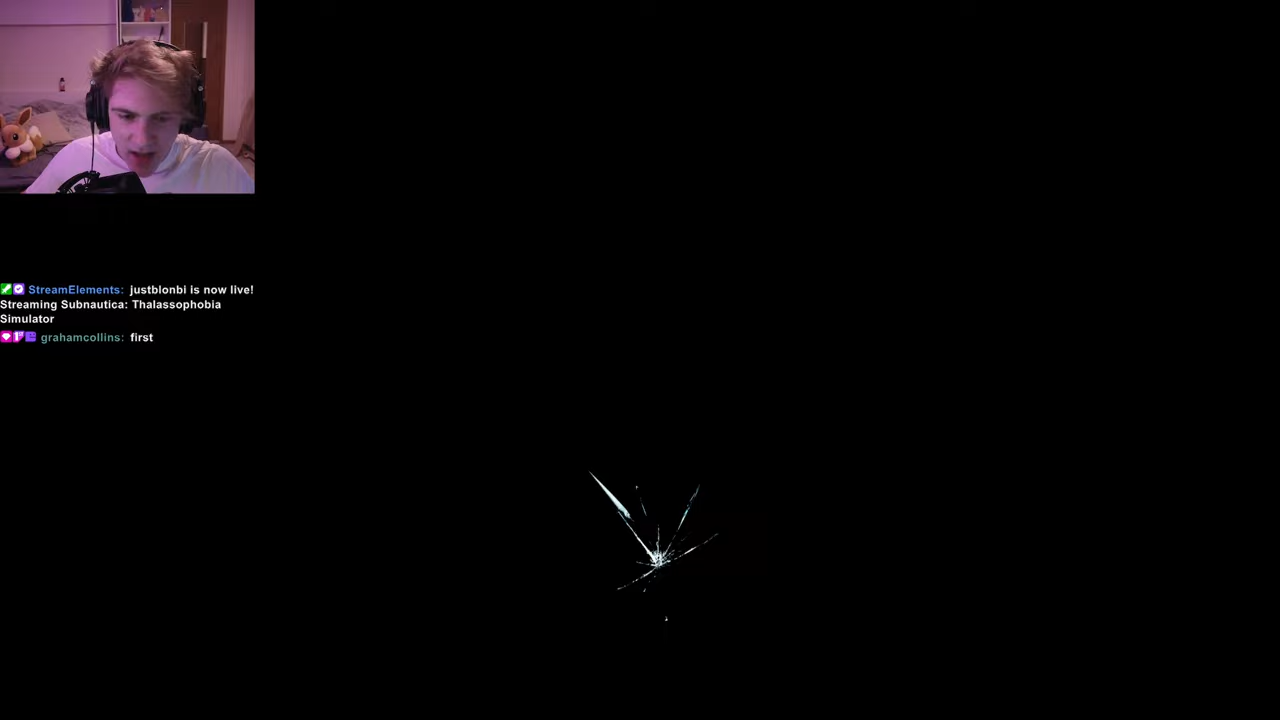 StreamElements: justblonbi is now live!
Streaming Subnautica: Thalassophobia
Simulator
grahamcollins: first